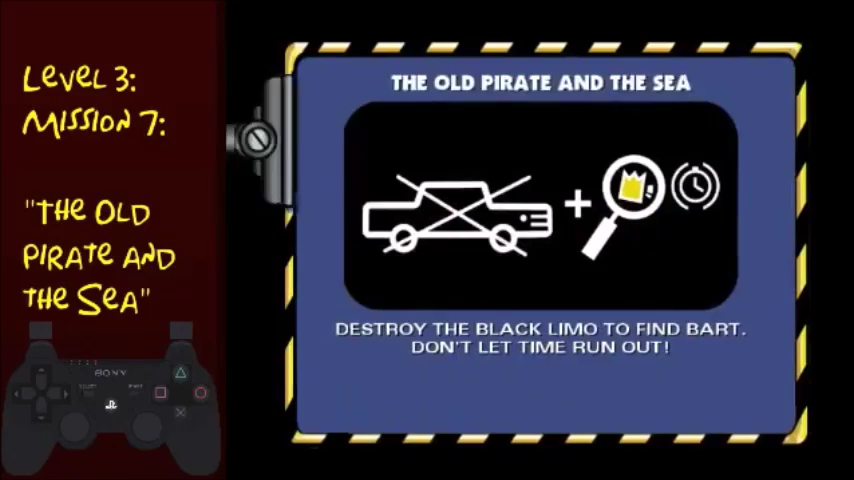 Level 3:
Mission 7:
"The Old
Pirate and
the Sea"
SONY
THE OLD PIRATE AND THE SEA
DESTROY THE BLACK LIMO TO FIND BART.
DON'T LET TIME RUN OUT!